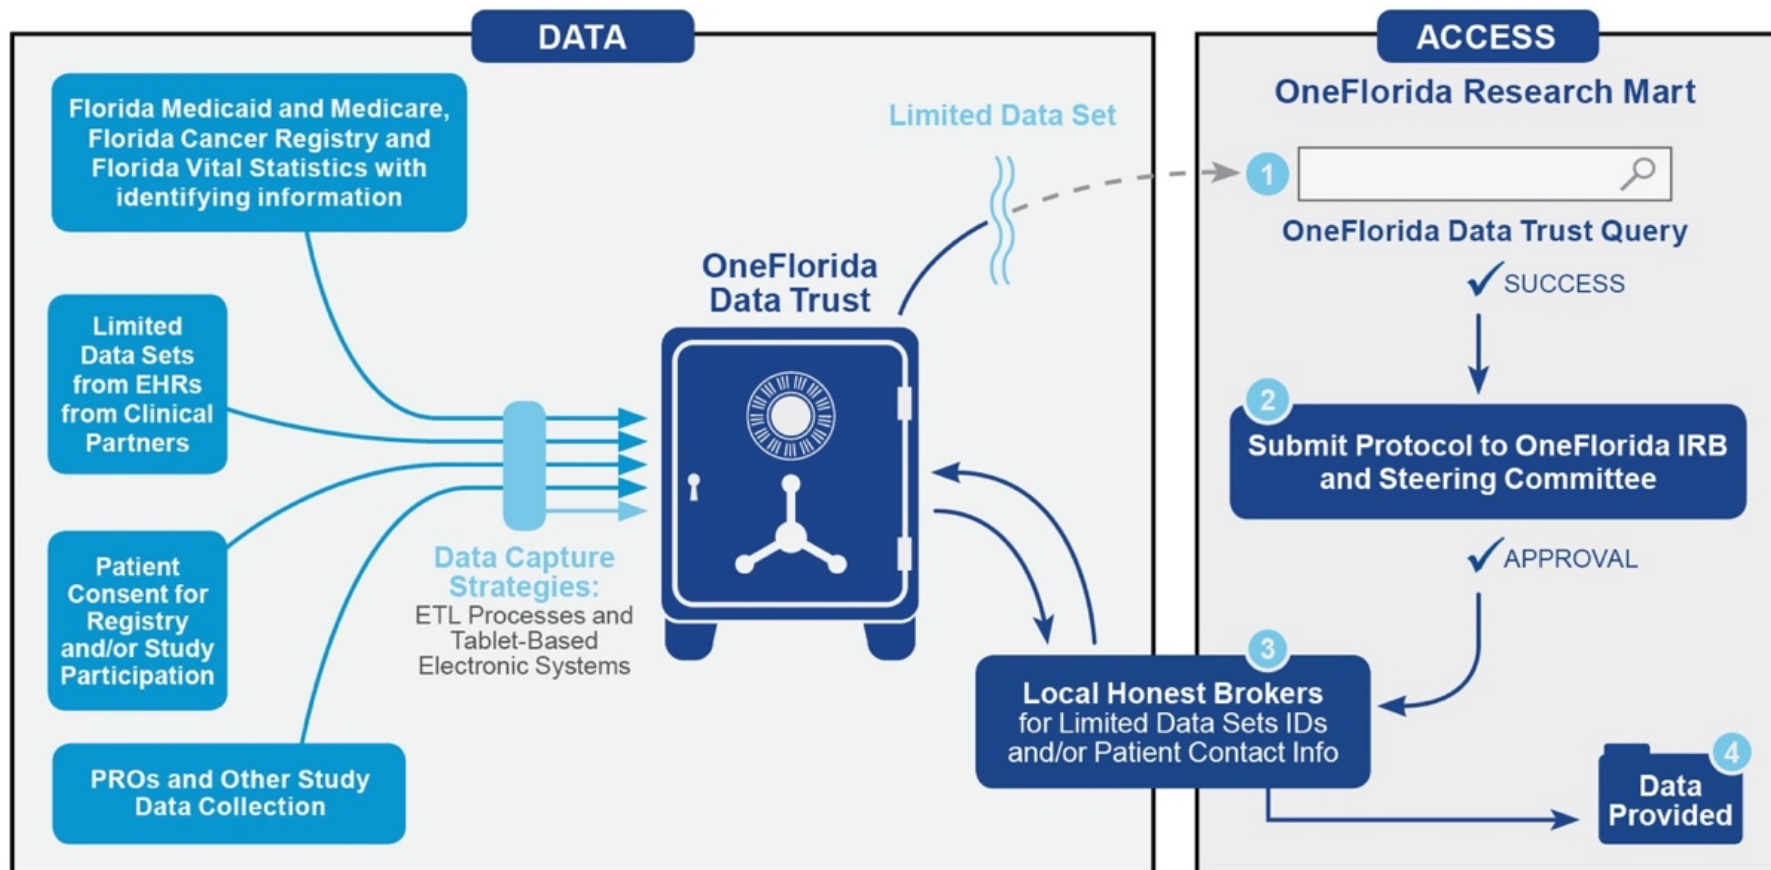 DATA
Florida Medicaid and Medicare,
Florida Cancer Registry and
Florida Vital Statistics with
identifying information
Limited
Data Sets
from EHRs
from Clinical
Partners
Patient
Consent for
Registry
and/or Study
Participation
PROs and Other Study
Data Collection
Data Capture
Strategies:
ETL Processes and
Tablet-Based
Electronic Systems
OneFlorida
Data Trust
Limited Data Set
ACCESS
OneFlorida Research Mart
1
OneFlorida Data Trust Query
SUCCESS
2
Submit Protocol to OneFlorida IRB
and Steering Committee
APPROVAL
3
Local Honest Brokers
for Limited Data Sets IDs
and/or Patient Contact Info
4
Data
Provided